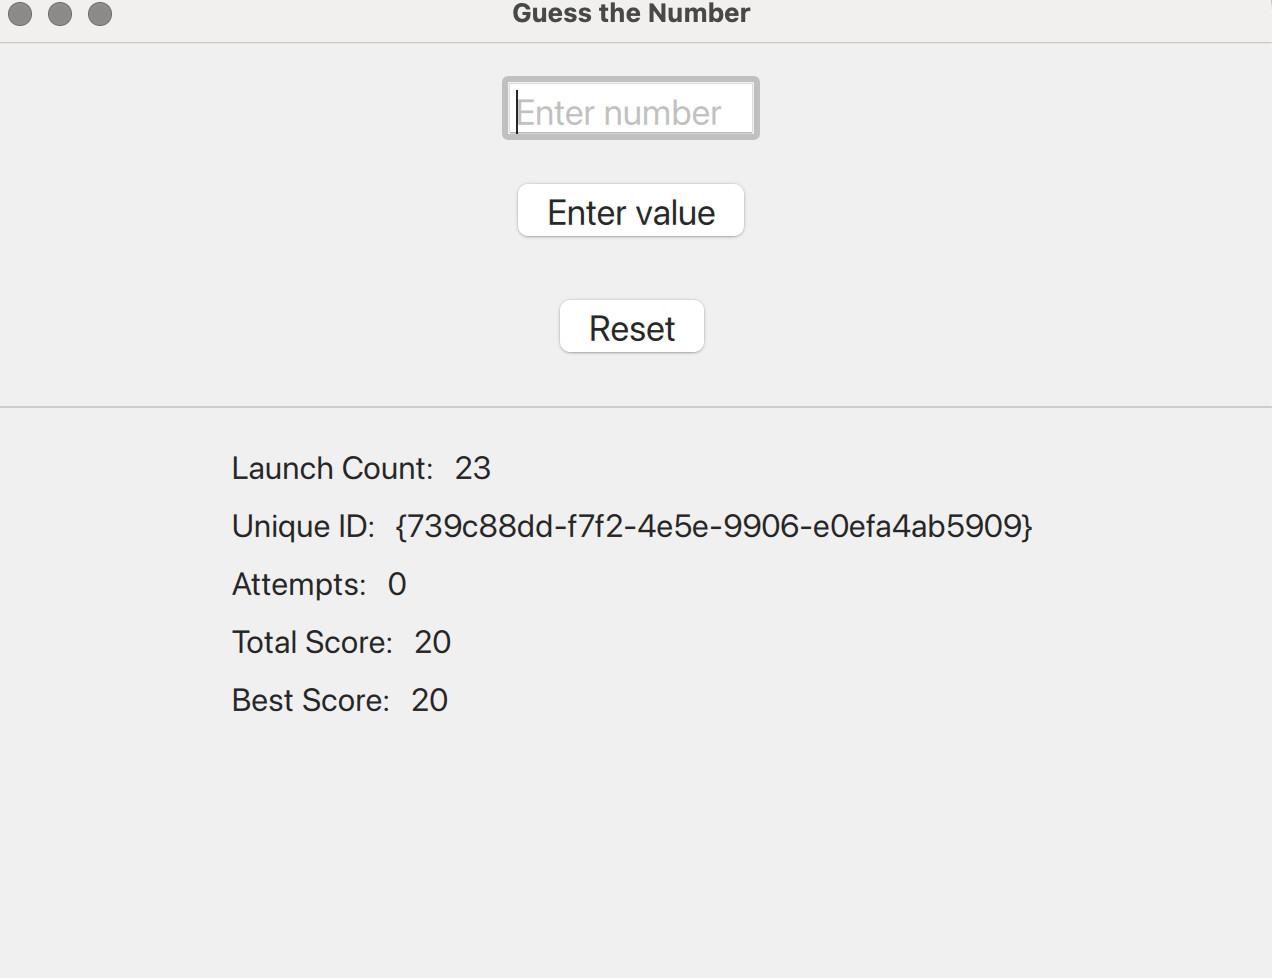 Guess the Number
Enter number
Enter value
Reset
Launch Count: 23
Unique ID: {739c88dd-f7f2-4e5e-9906-e0efa4ab5909}
Attempts: 0
Total Score: 20
Best Score: 20